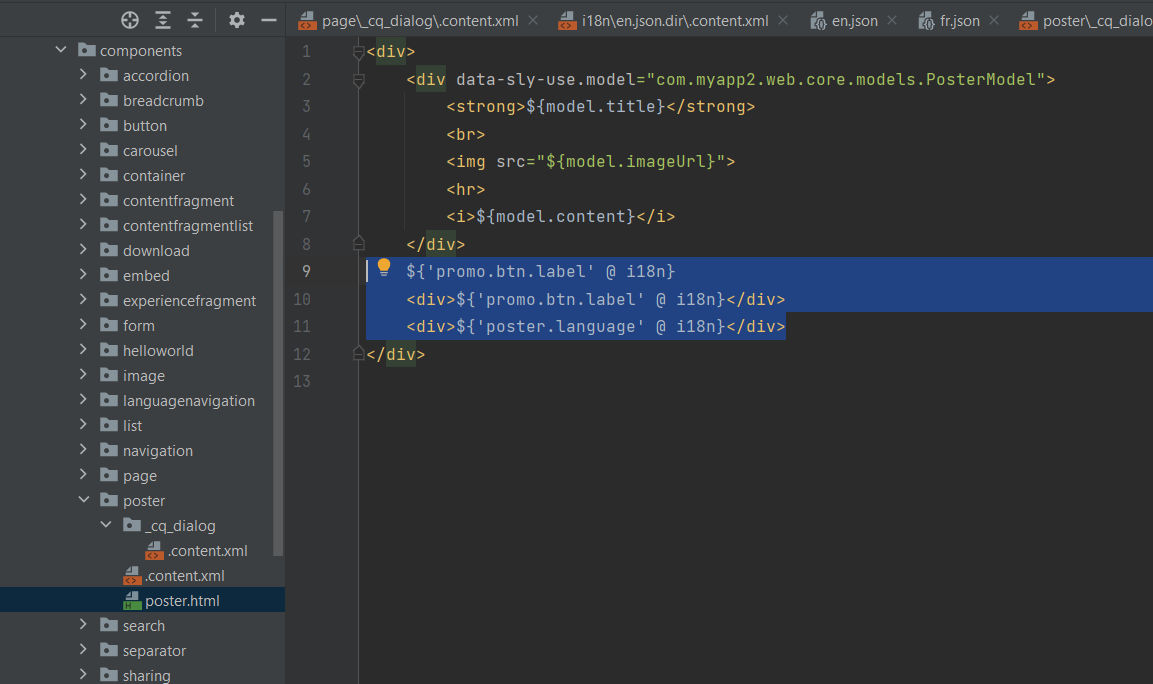 page\_cq_dialog\.content.xml
i18n\en.json.dir\.content.xml
en.json
fr.json
poster\_cq_dialo
components
accordion
breadcrumb
button
carousel
container
contentfragment
contentfragmentlist
download
embed
experiencefragment
form
helloworld
image
languagenavigation
list
navigation
page
poster
_cq_dialog
.content.xml
.content.xml
poster.html
search
separator
sharing
1 <div>
2 <div data-sly-use.model="com.myapp2.web.core.models.PosterModel">
3 <strong>${model.title}</strong>
4 <br>
5 <img src="${model.imageUrl}">
6 <hr>
7 <i>${model.content}</i>
8 </div>
9 ${'promo.btn.label' @ i18n}
10 <div>${'promo.btn.label' @ i18n}</div>
11 <div>${'poster.language' @ i18n}</div>
12 </div>
13